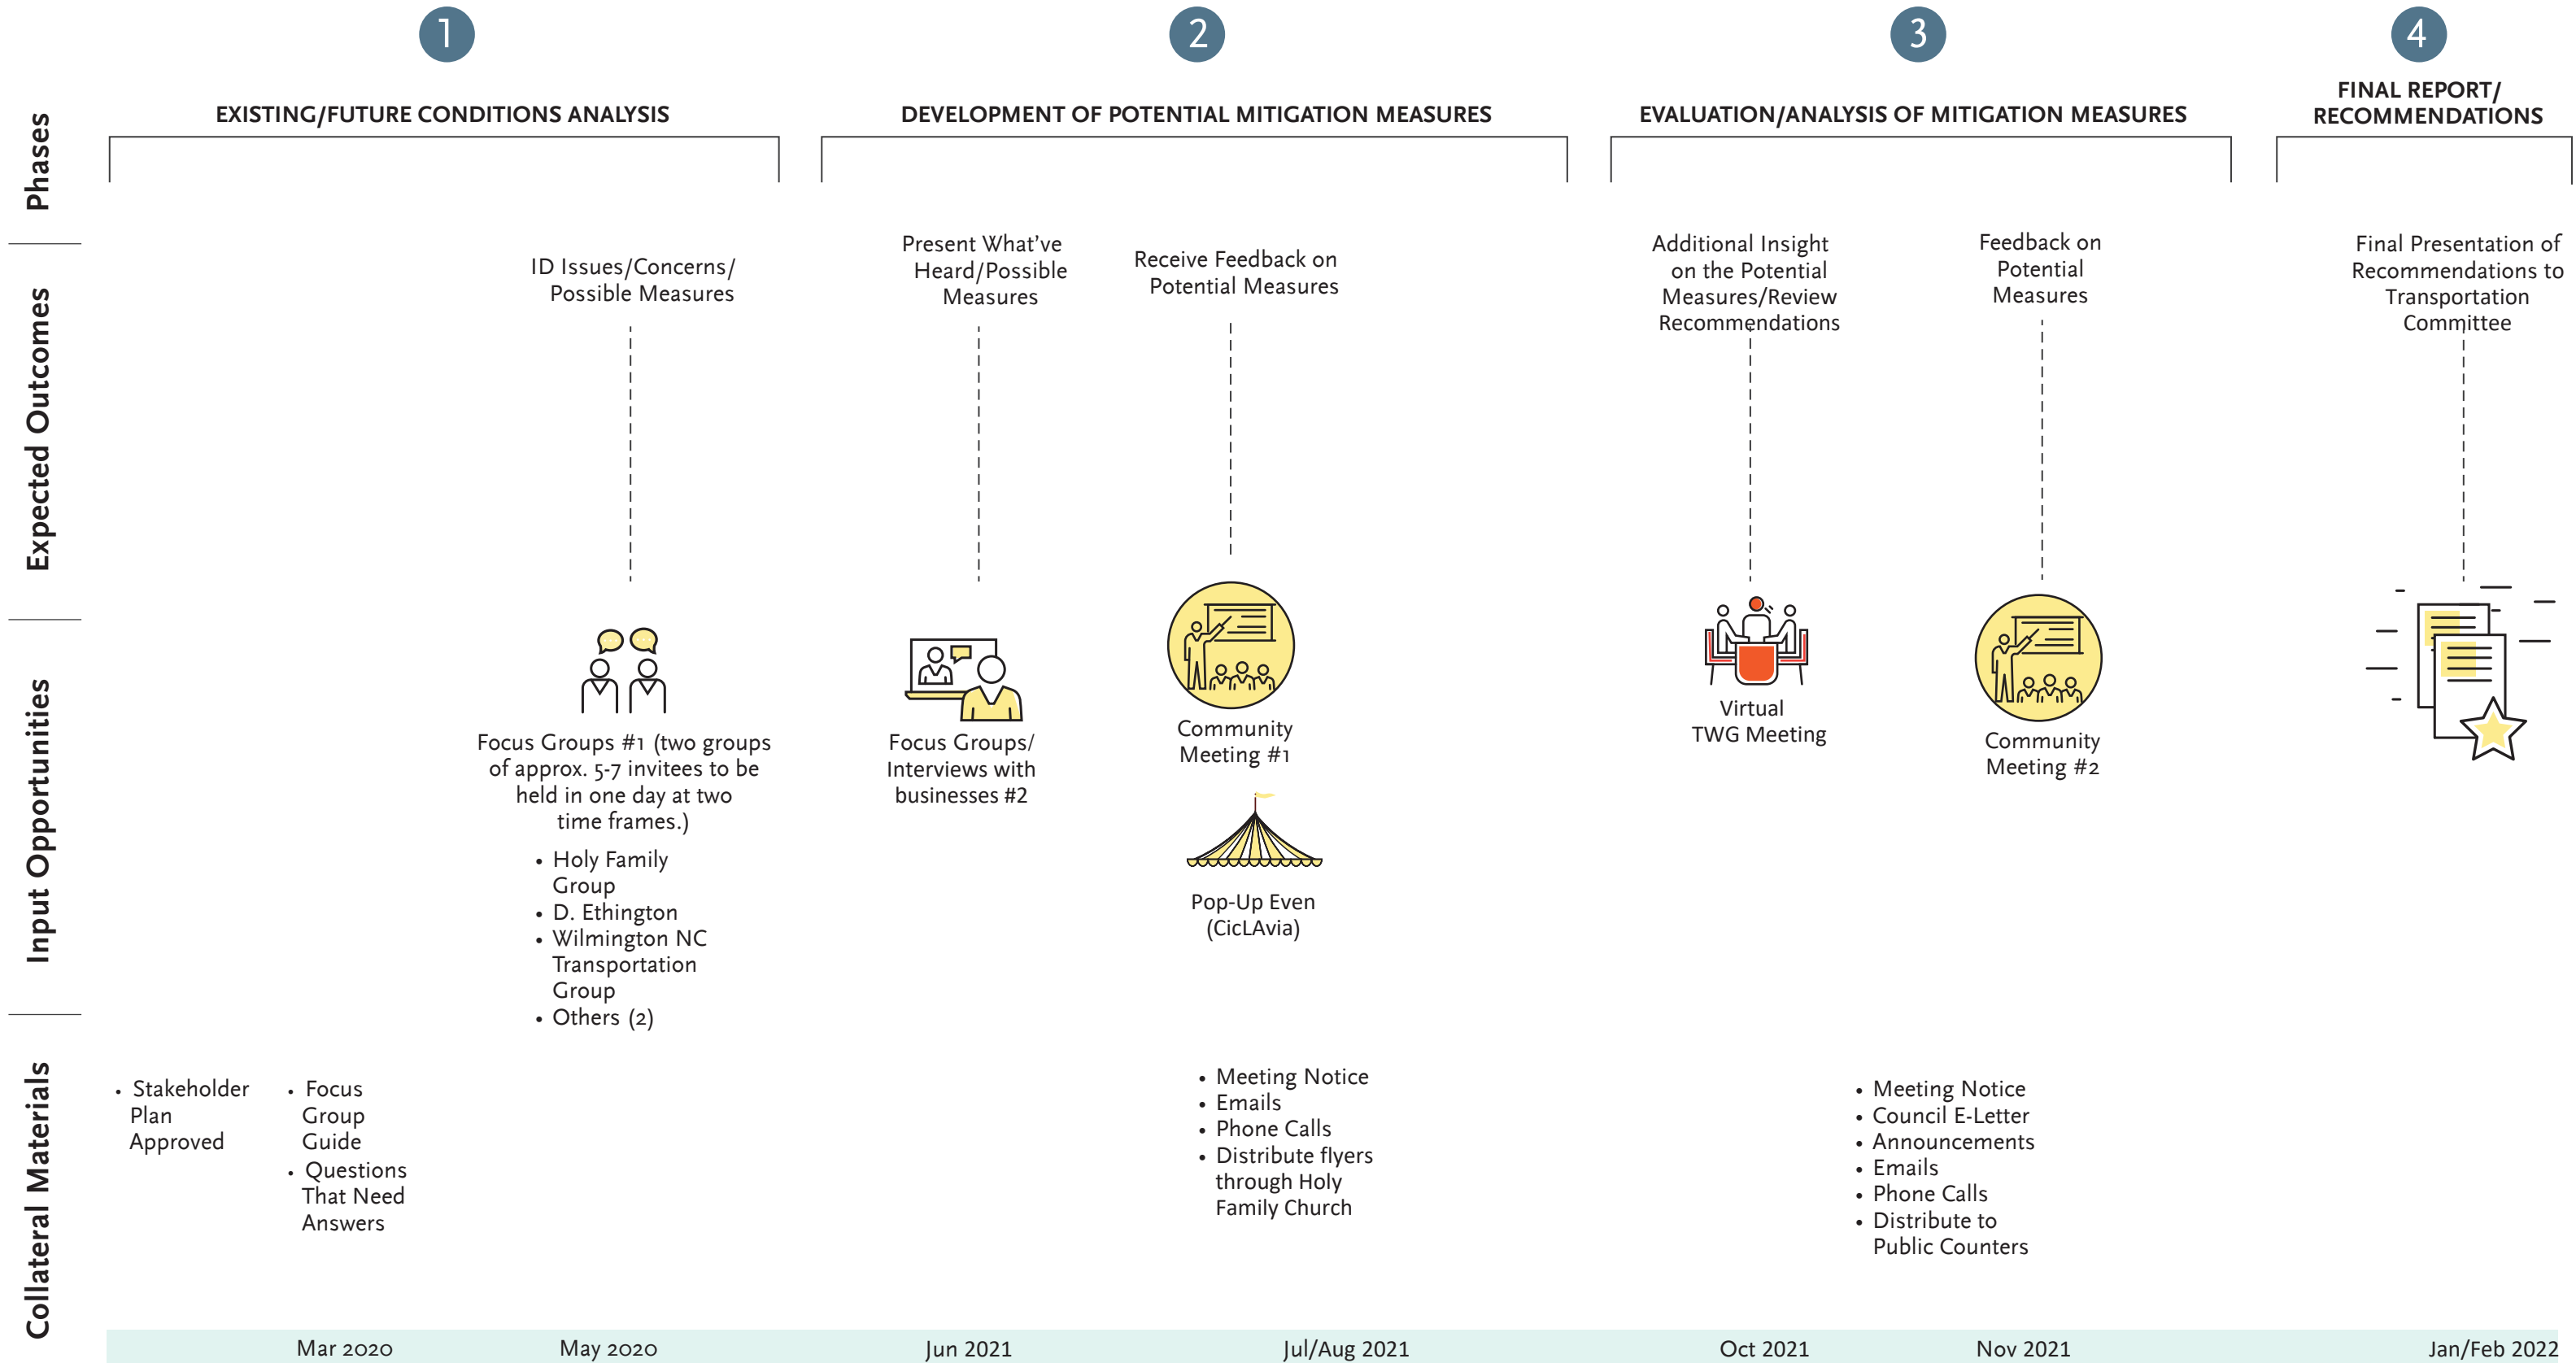 1
2
3
4
EXISTING/FUTURE CONDITIONS ANALYSIS
DEVELOPMENT OF POTENTIAL MITIGATION MEASURES
EVALUATION/ANALYSIS OF MITIGATION MEASURES
FINAL REPORT/
RECOMMENDATIONS
Phases
Expected Outcomes
ID Issues/Concerns/
Possible Measures
Present What've
Heard/Possible
Measures
Receive Feedback on
Potential Measures
Additional Insight
on the Potential
Measures/Review
Recommendations
Feedback on
Potential
Measures
Final Presentation of
Recommendations to
Transportation
Committee
Input Opportunities
Focus Groups #1 (two groups
of approx. 5-7 invitees to be
held in one day at two
time frames.)
• Holy Family
Group
• D. Ethington
• Wilmington NC
Transportation
Group
• Others (2)
Focus Groups/
Interviews with
businesses #2
Community
Meeting #1
Pop-Up Even
(CicLAvia)
Virtual
TWG Meeting
Community
Meeting #2
Collateral Materials
• Stakeholder
Plan
Approved
• Focus
Group
Guide
• Questions
That Need
Answers
• Meeting Notice
• Emails
• Phone Calls
• Distribute flyers
through Holy
Family Church
• Meeting Notice
• Council E-Letter
• Announcements
• Emails
• Phone Calls
• Distribute to
Public Counters
Mar 2020
May 2020
Jun 2021
Jul/Aug 2021
Oct 2021
Nov 2021
Jan/Feb 2022